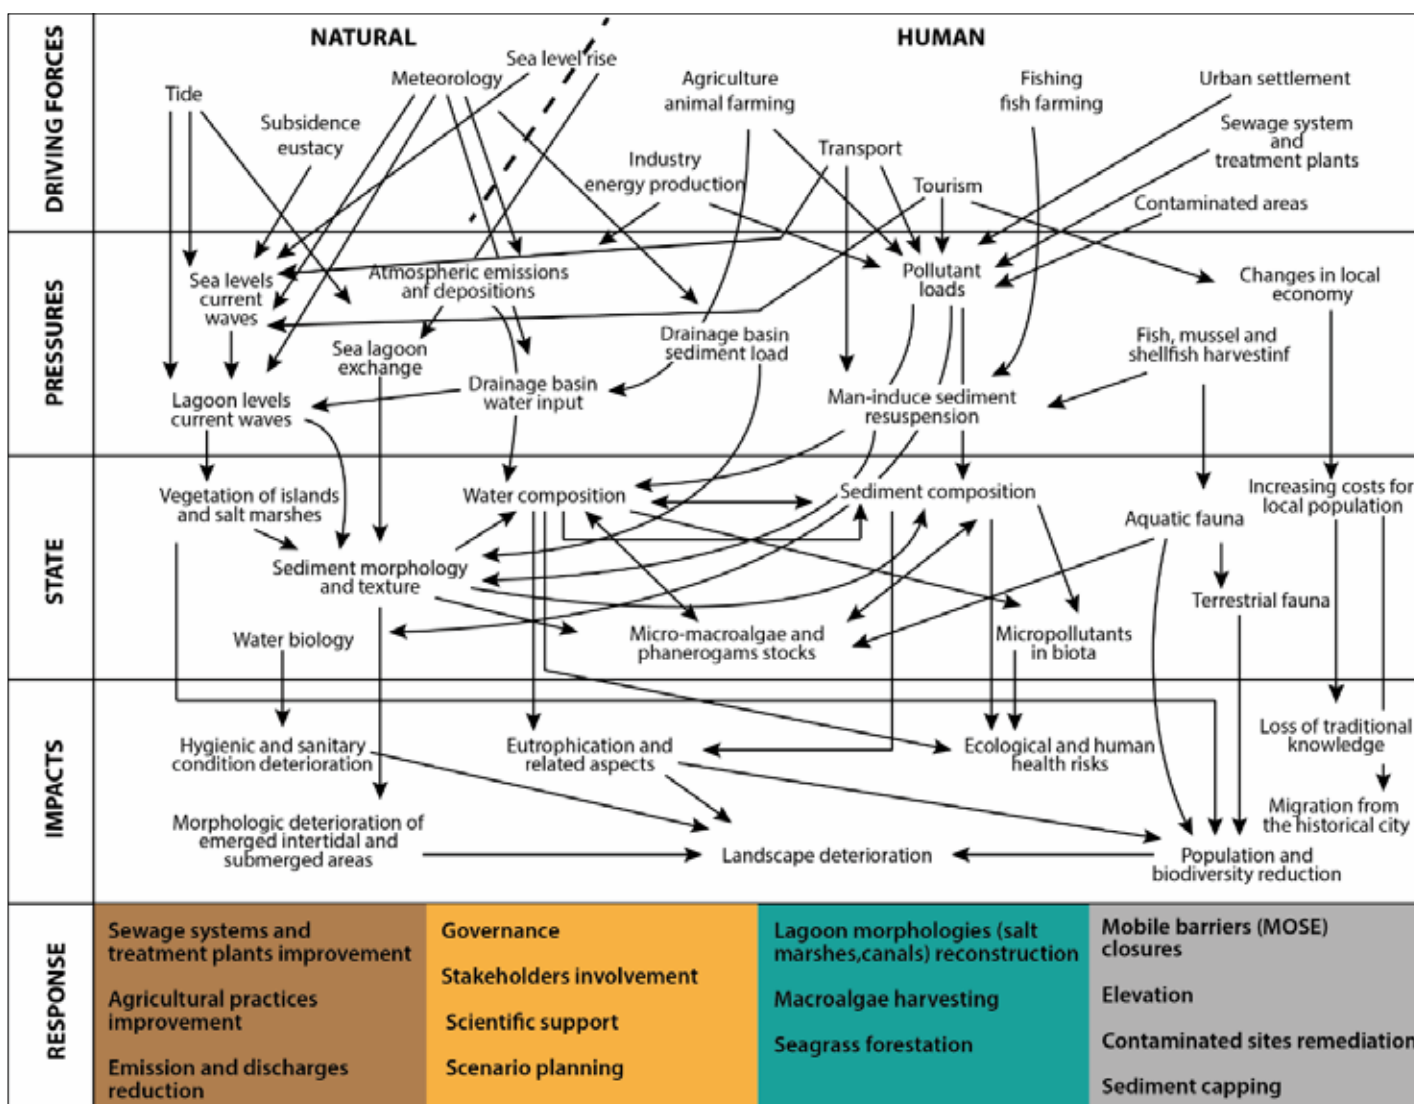 DRIVING FORCES
NATURAL
HUMAN
Tide
Subsidence
eustacy
Meteorology
Sea level rise
Agriculture
animal farming
Industry
energy production
Transport
Fishing
fish farming
Tourism
Urban settlement
Sewage system
and
treatment plants
Contaminated areas
PRESSURES
Sea levels
current
waves
Atmospheric emissions
anf depositions
Pollutant
loads
Changes in local
economy
Sea lagoon
exchange
Drainage basin
sediment load
Fish, mussel and
shellfish harvestinf
Lagoon levels
current waves
Drainage basin
water input
Man-induce sediment
resuspension
STATE
Vegetation of islands
and salt marshes
Water composition
Sediment composition
Increasing costs for
local population
Aquatic fauna
Sediment morphology
and texture
Terrestrial fauna
Water biology
Micro-macroalgae and
phanerogams stocks
Micropollutants
in biota
IMPACTS
Hygienic and sanitary
condition deterioration
Eutrophication and
related aspects
Ecological and human
health risks
Loss of traditional
knowledge
Morphologic deterioration of
emerged intertidal and
submerged areas
Landscape deterioration
Population and
biodiversity reduction
Migration from
the historical city
RESPONSE
Sewage systems and
treatment plants improvement
Agricultural practices
improvement
Emission and discharges
reduction
Governance
Stakeholders involvement
Scientific support
Scenario planning
Lagoon morphologies (salt
marshes,canals) reconstruction
Macroalgae harvesting
Seagrass forestation
Mobile barriers (MOSE)
closures
Elevation
Contaminated sites remediation
Sediment capping